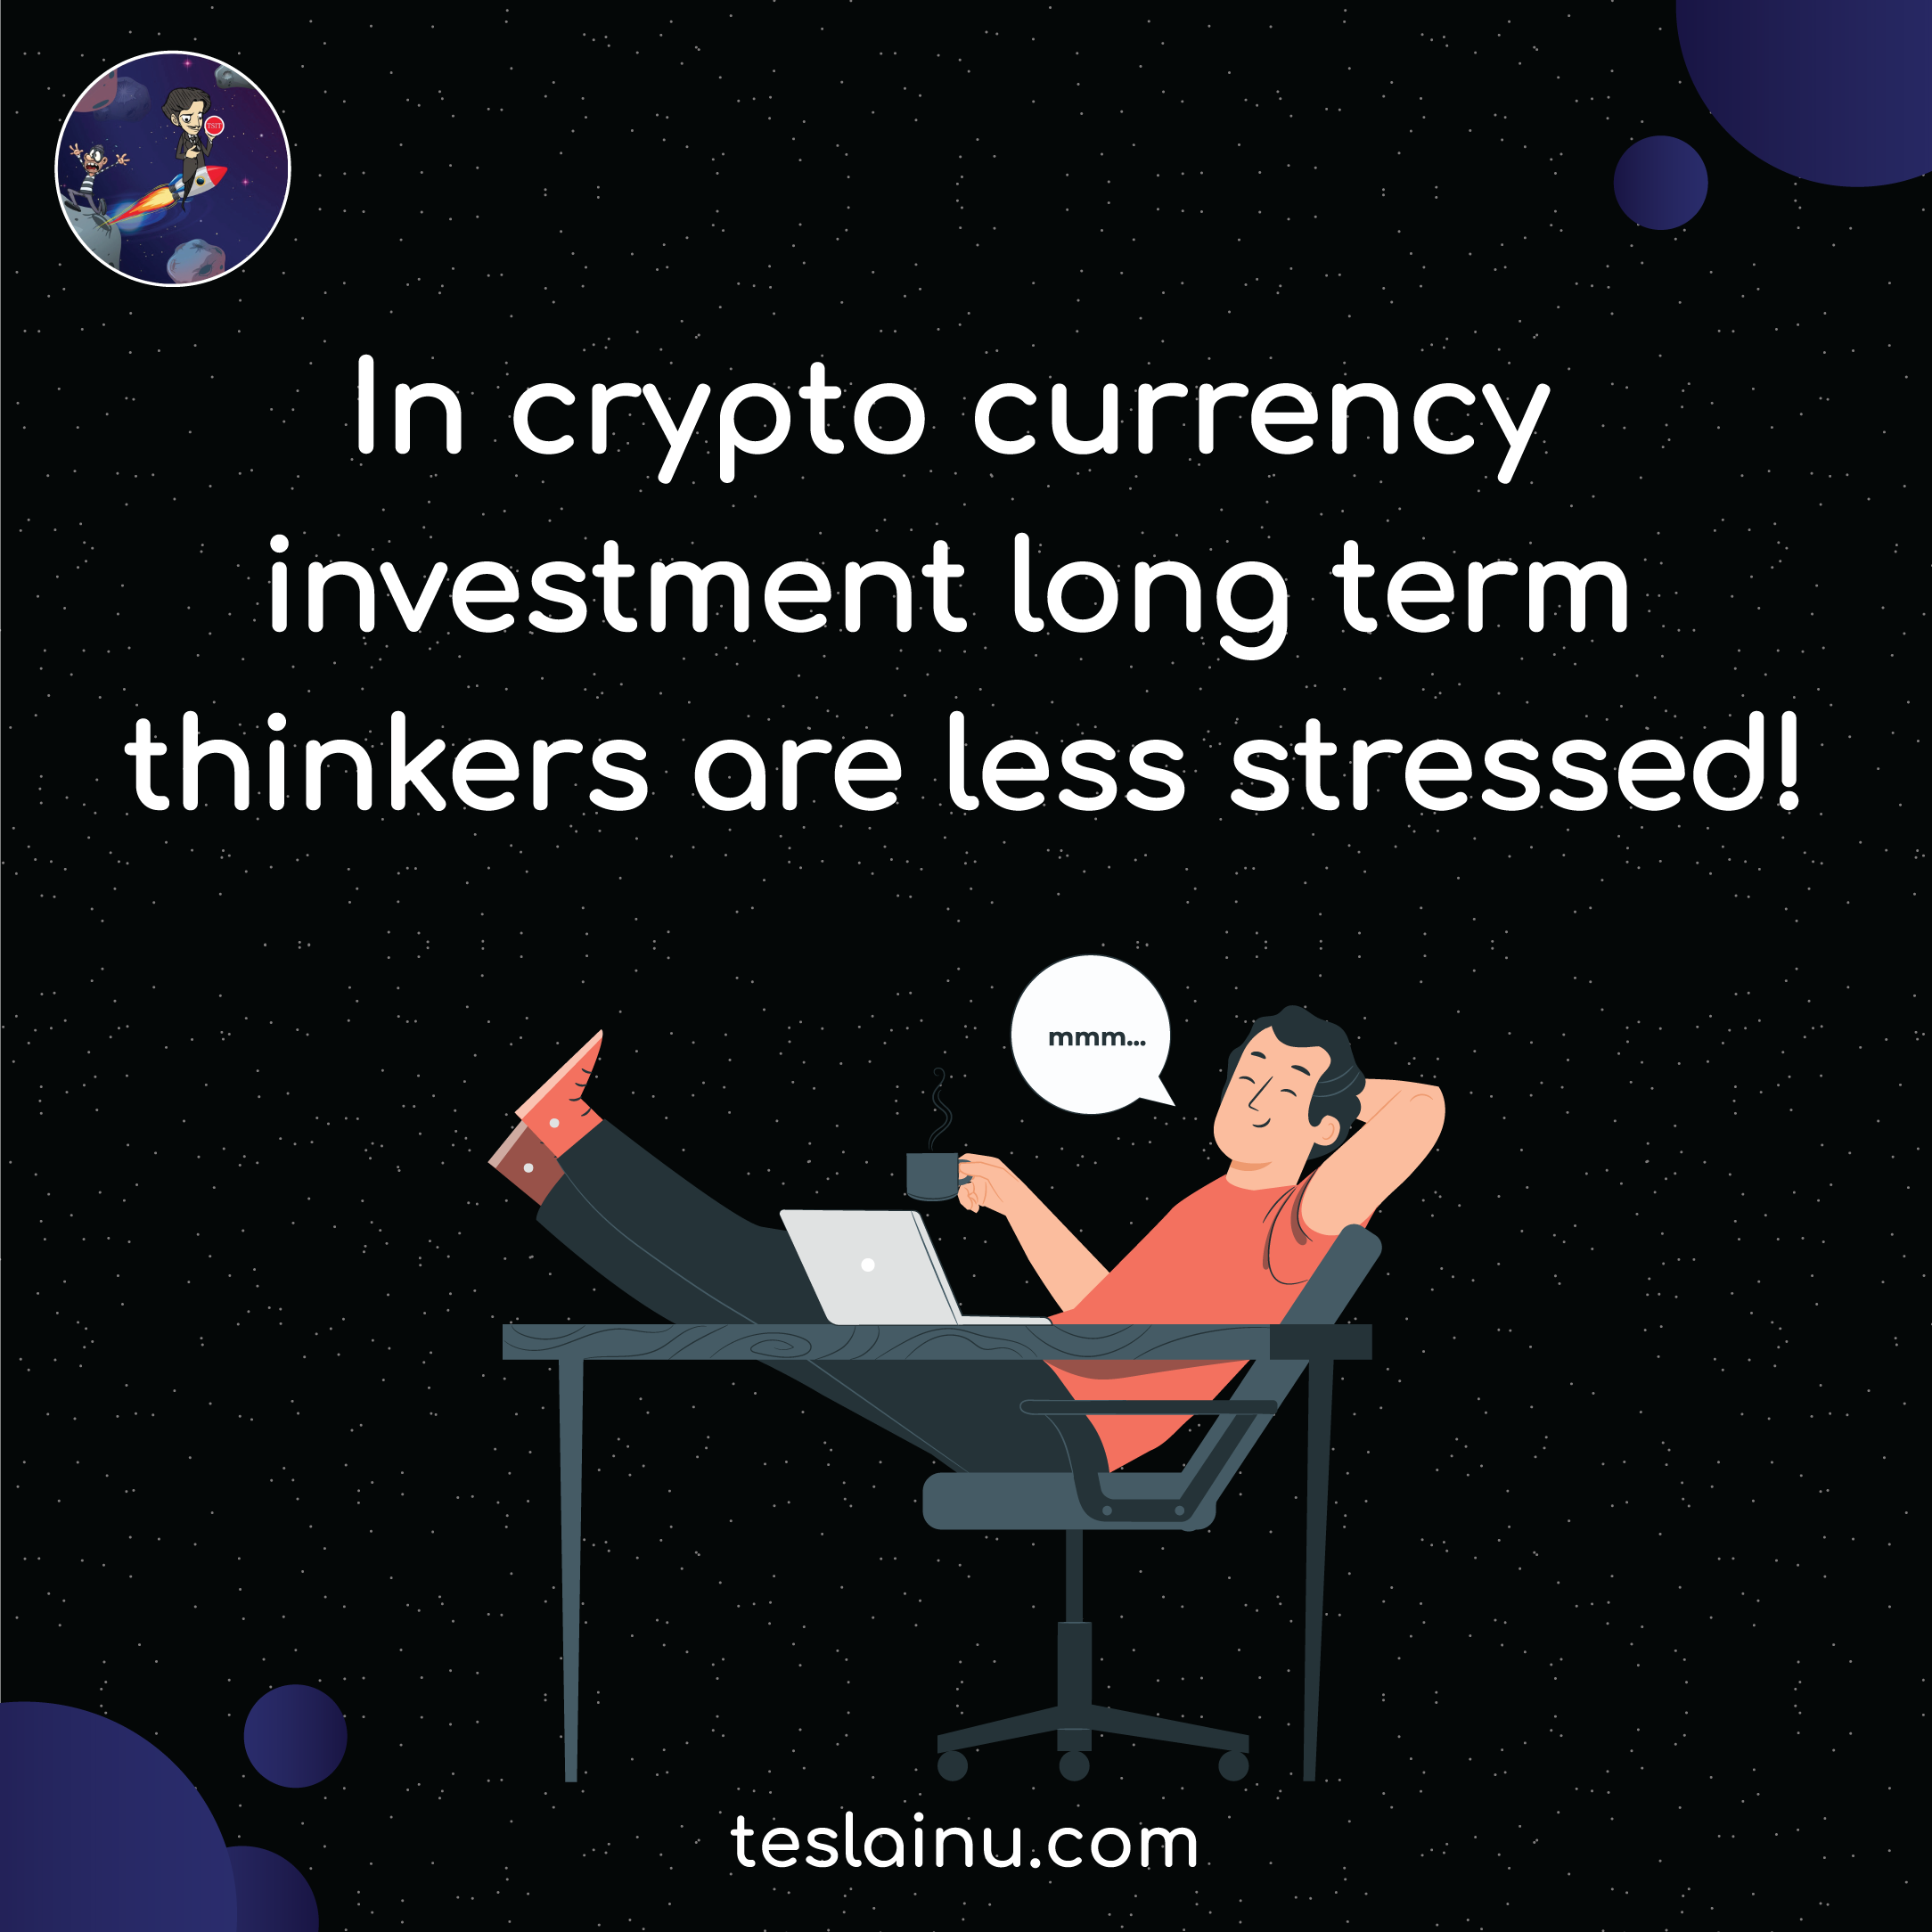 In crypto currency
investment long term
thinkers are less stressed!
mmm...
teslainu.com